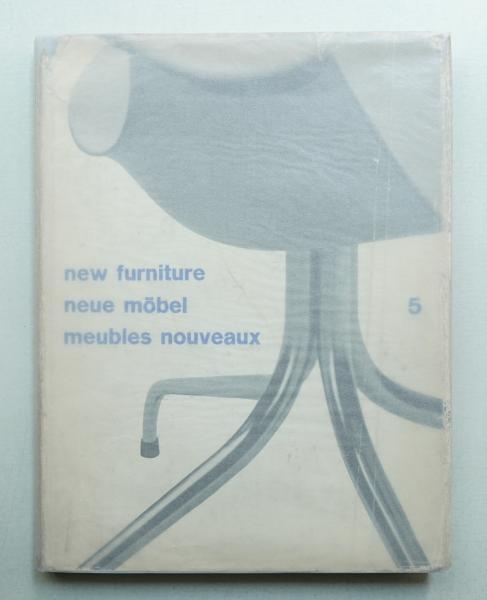 new furniture
neue möbel
meubles nouveaux
5